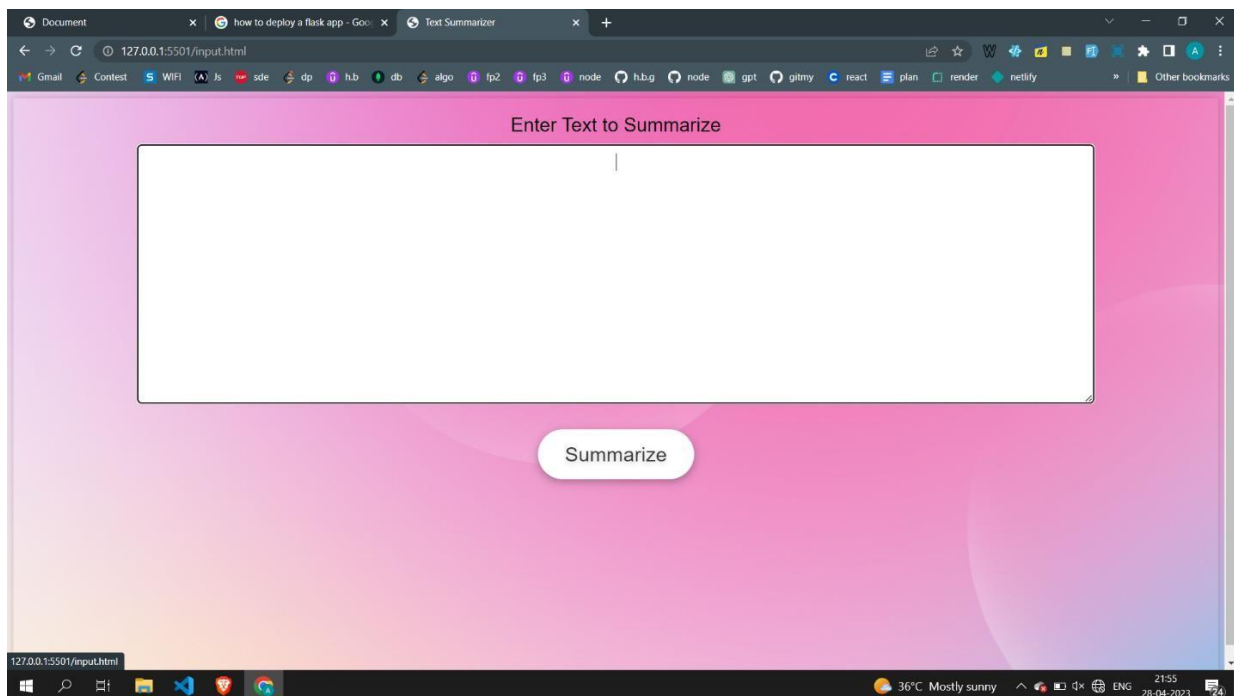 Document
how to deploy a flask app - Goo
Text Summarizer
127.0.0.1:5501/input.html
Gmail Contest S WIFI Js sde dp h.b db algo fp2 fp3 node h.b.g node gpt gitmy C react plan render netlify » Other bookmarks
Enter Text to Summarize
Summarize
127.0.0.1:5501/input.html
36°C Mostly sunny ENG 21:55
28-04-2023
24